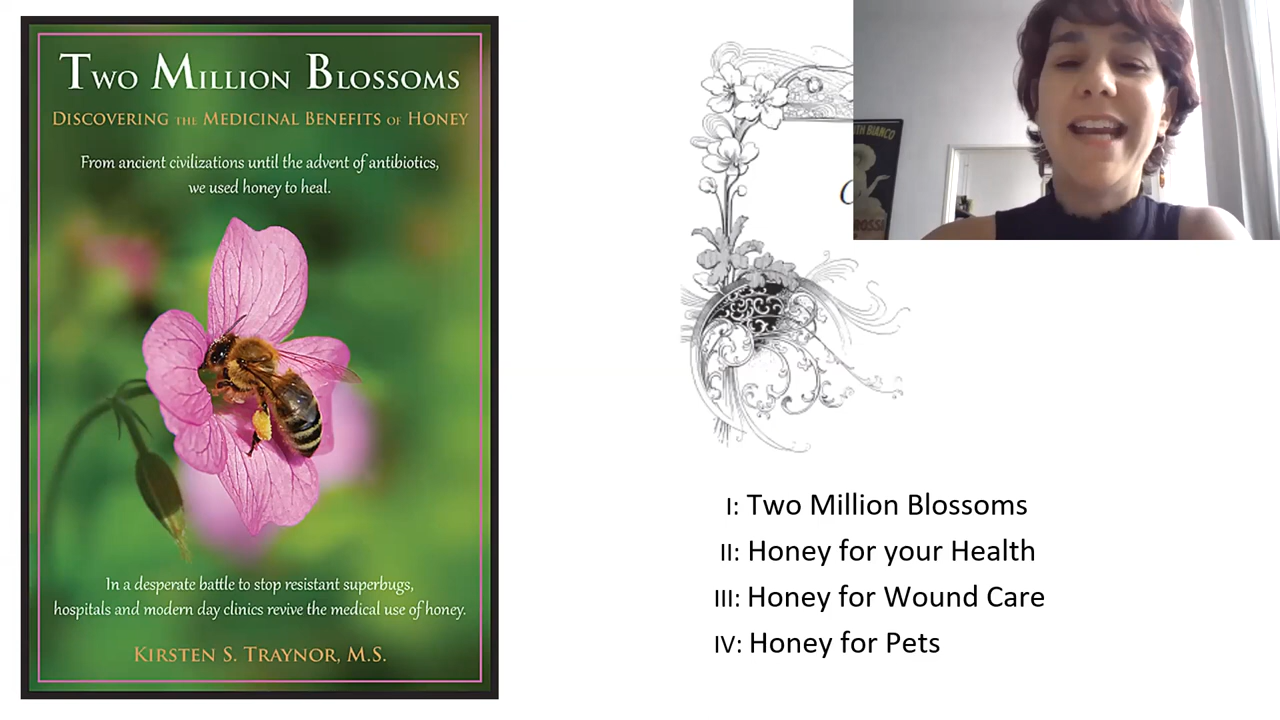 TWO MILLION BLOSSOMS
DISCOVERING THE MEDICINAL BENEFITS OF HONEY
From ancient civilizations until the advent of antibiotics,
we used honey to heal.
In a desperate battle to stop resistant superbugs,
hospitals and modern day clinics revive the medical use of honey.
KIRSTEN S. TRAYNOR, M.S.
BIANCO
I: Two Million Blossoms
II: Honey for your Health
III: Honey for Wound Care
IV: Honey for Pets